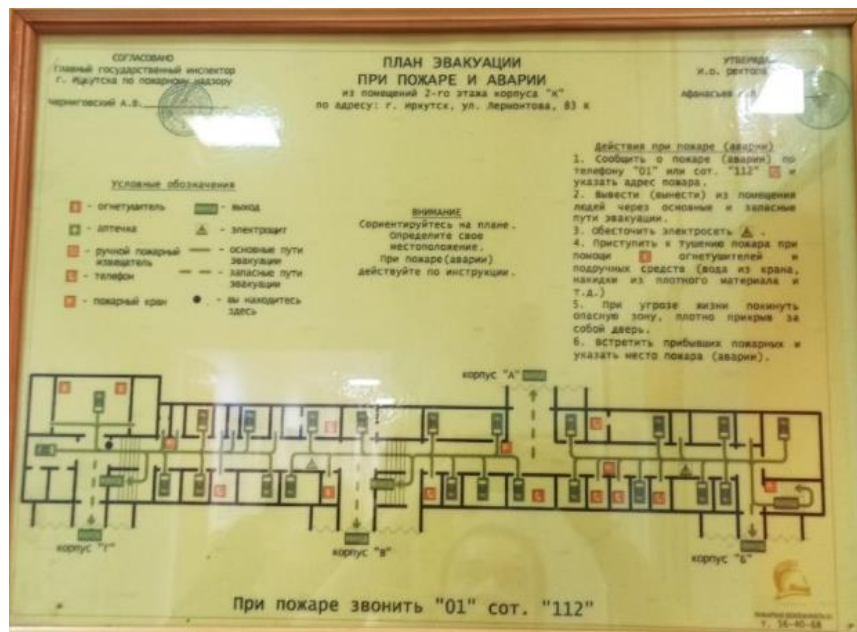 СОГЛАСОВАНО
Главный государственный инспектор
г. Иркутска по пожарному надзору
Черниговский А.В.
ПЛАН ЭВАКУАЦИИ
ПРИ ПОЖАРЕ И АВАРИИ
из помещений 2-го этажа корпуса "К"
по адресу: г. Иркутск, ул. Лермонтова, 83 к
И.о. ректора
Афанасьев
Условные обозначения
- огнетушитель
- аптечка
- ручной пожарный
извещатель
- телефон
- пожарный кран
- выход
- электрощит
- основные пути
эвакуации
- запасные пути
эвакуации
- вы находитесь
здесь
ВНИМАНИЕ
Сориентируйтесь на плане.
Определите свое
местоположение.
При пожаре(аварии)
действуйте по инструкции.
Действия при пожаре (аварии)
1. Сообщить о пожаре (аварии) по
телефону "01" или сот. "112" и
указать адрес пожара.
2. Вывести (вынести) из помещения
людей через основные и запасные
пути эвакуации.
3. Обесточить электросеть .
4. Приступить к тушению пожара при
помощи огнетушителей и
подручных средств (вода из крана,
накидки из плотного материала и
т.д.)
5. При угрозе жизни покинуть
опасную зону, плотно прикрыв за
собой дверь.
6. Встретить прибывших пожарных и
указать место пожара (аварии).
корпус "А"
корпус "Г"
корпус "В"
корпус "Б"
При пожаре звонить "01" сот. "112"
т. 56-40-68